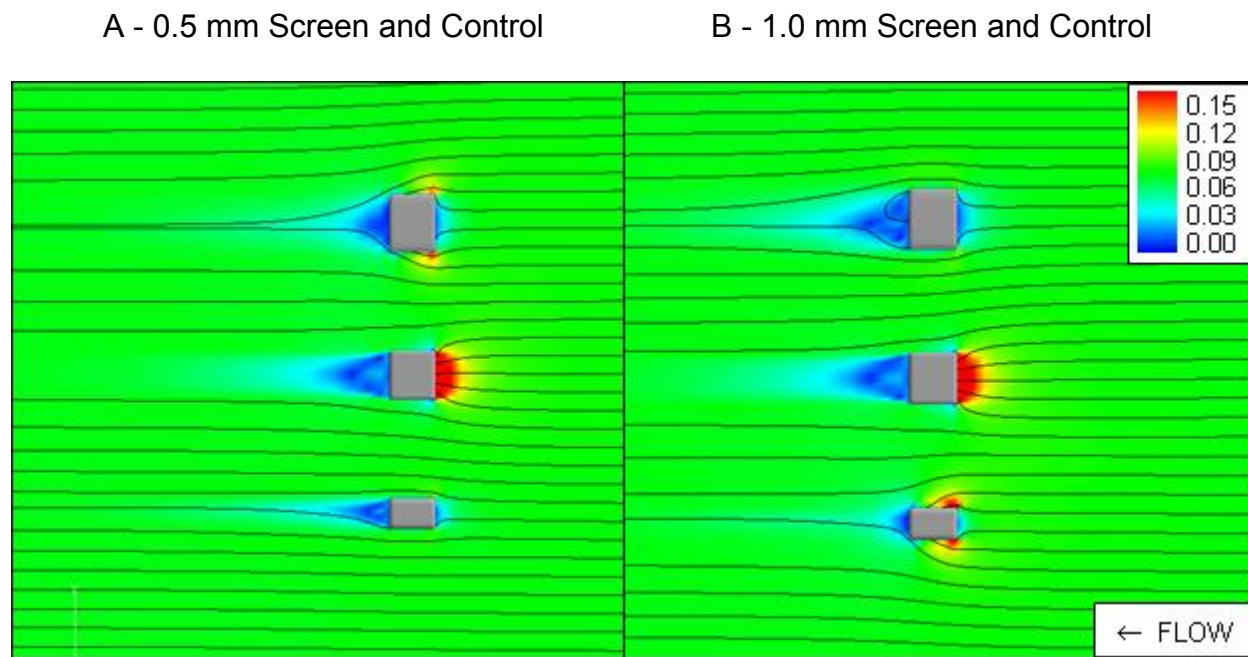 A - 0.5 mm Screen and Control
B - 1.0 mm Screen and Control
0.15
0.12
0.09
0.06
0.03
0.00
← FLOW